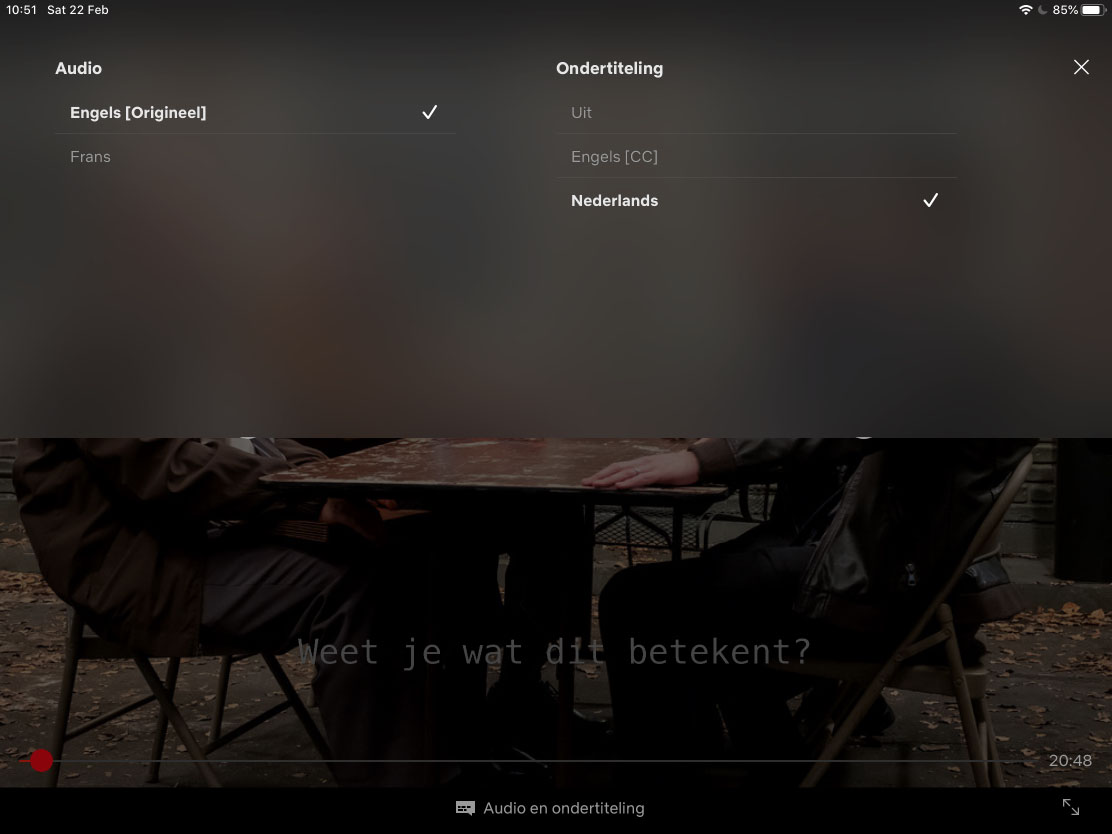 10:51 Sat 22 Feb 85%
Audio
Engels [Origineel]
Frans
Ondertiteling
Uit
Engels [CC]
Nederlands
Weet je wat dit betekent?
20:48
Audio en ondertiteling